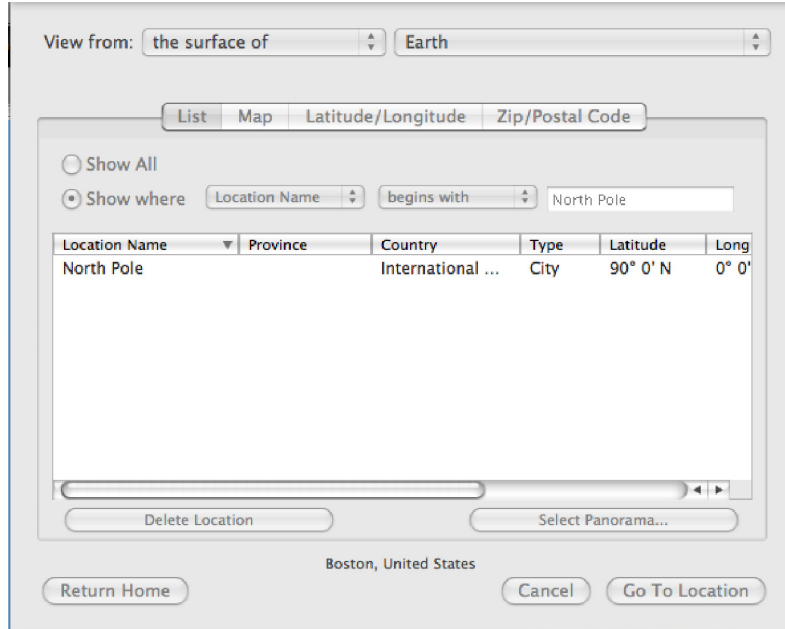 View from: the surface of Earth
List Map Latitude/Longitude Zip/Postal Code
Show All
Show where Location Name begins with North Pole
Location Name Province Country Type Latitude Long
North Pole International ... City 90° 0' N 0° 0'
Delete Location Select Panorama...
Boston, United States
Return Home Cancel Go To Location